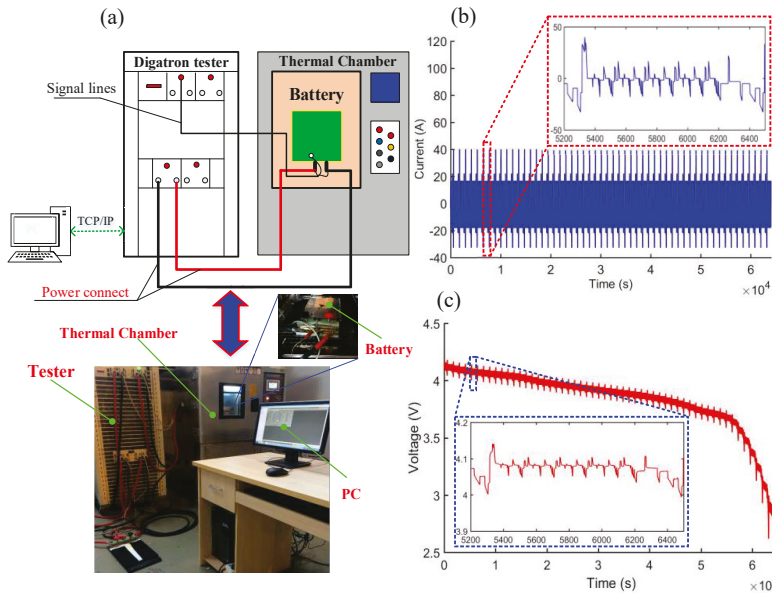 (a)
Digatron tester
Signal lines
Thermal Chamber
Battery
TCP/IP
Power connect
Thermal Chamber
Battery
Tester
PC
(b)
120
100
80
60
40
20
0
-20
-40
Current (A)
0 1 2 3 4 5 6
Time (s)
×10⁴
50
0
-50
5200 5400 5600 5800 6000 6200 6400
(c)
4.5
4
3.5
3
2.5
Voltage (V)
0 1 2 3 4 5 6
Time (s)
×10
4.2
4.1
4
3.9
5200 5400 5600 5800 6000 6200 6400